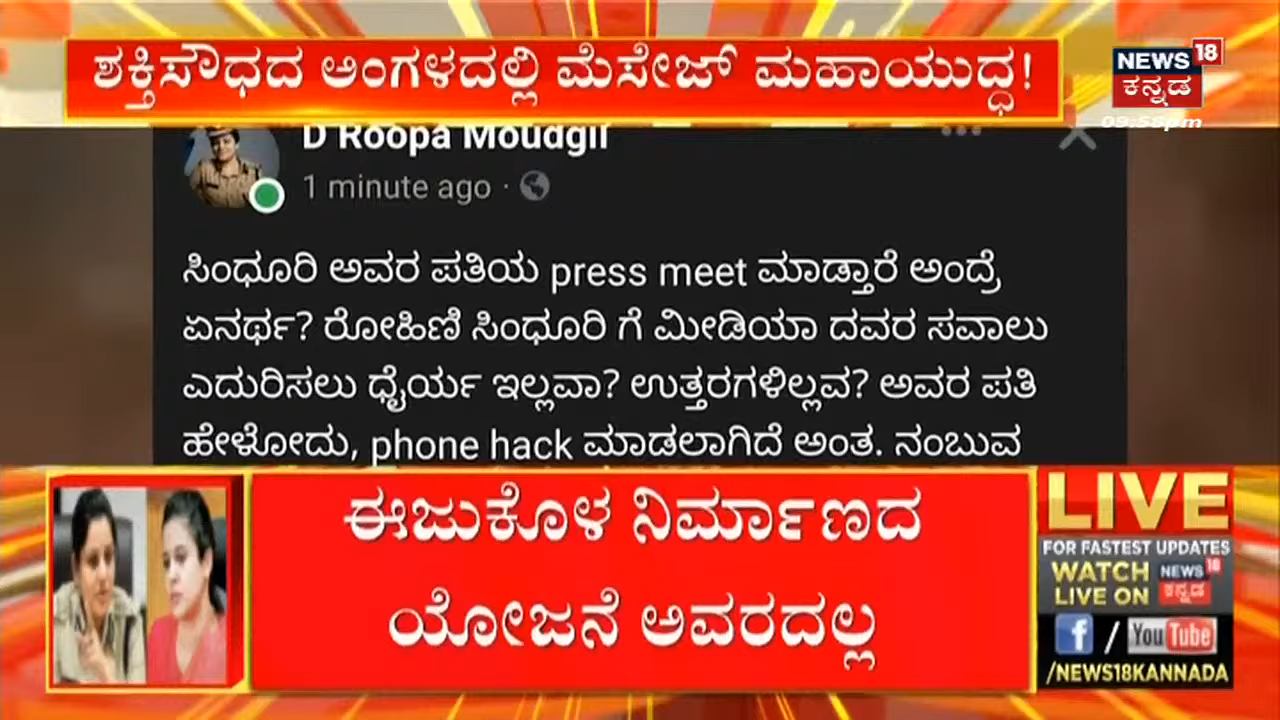 ಶಕ್ತಿಸೌಧದ ಅಂಗಳದಲ್ಲಿ ಮೆಸೇಜ್ ಮಹಾಯುದ್ಧ!
NEWS 18
ಕನ್ನಡ
09:58pm
D Roopa Moudgil
1 minute ago ·
ಸಿಂಧೂರಿ ಅವರ ಪತಿಯ press meet ಮಾಡ್ತಾರೆ ಅಂದ್ರೆ
ಏನರ್ಥ? ರೋಹಿಣಿ ಸಿಂಧೂರಿ ಗೆ ಮೀಡಿಯಾ ದವರ ಸವಾಲು
ಎದುರಿಸಲು ಧೈರ್ಯ ಇಲ್ಲವಾ? ಉತ್ತರಗಳಿಲ್ಲವ? ಅವರ ಪತಿ
ಹೇಳೋದು, phone hack ಮಾಡಲಾಗಿದೆ ಅಂತ. ನಂಬುವ
ಈಜುಕೊಳ ನಿರ್ಮಾಣದ
ಯೋಜನೆ ಅವರದಲ್ಲ
LIVE
FOR FASTEST UPDATES
WATCH NEWS 18
LIVE ON ಕನ್ನಡ
f / YouTube
/NEWS18KANNADA